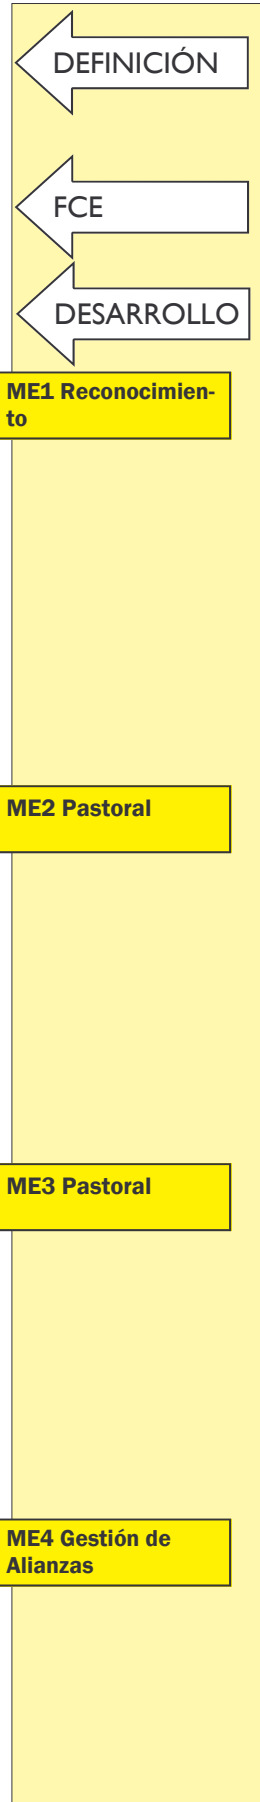 DEFINICIÓN
FCE
DESARROLLO
ME1 Reconocimien-
to
ME2 Pastoral
ME3 Pastoral
ME4 Gestión de
Alianzas